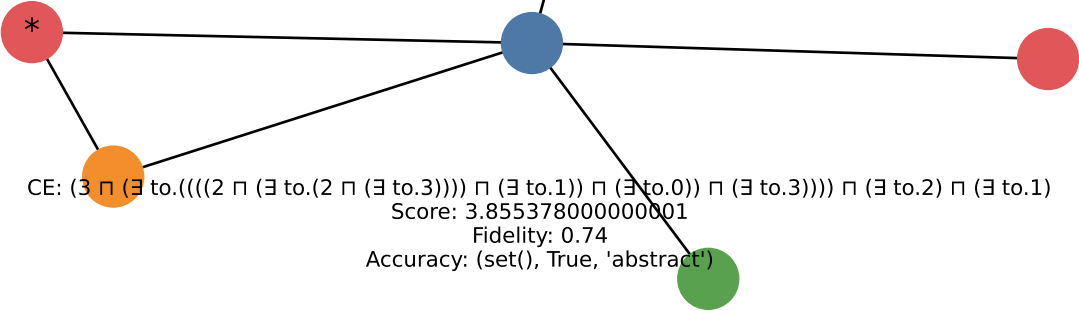 *
CE: (3 ⊓ (∃ to.((((2 ⊓ (∃ to.(2 ⊓ (∃ to.3)))) ⊓ (∃ to.1)) ⊓ (∃ to.0)) ⊓ (∃ to.3)))) ⊓ (∃ to.2) ⊓ (∃ to.1)
Score: 3.855378000000001
Fidelity: 0.74
Accuracy: (set(), True, 'abstract')